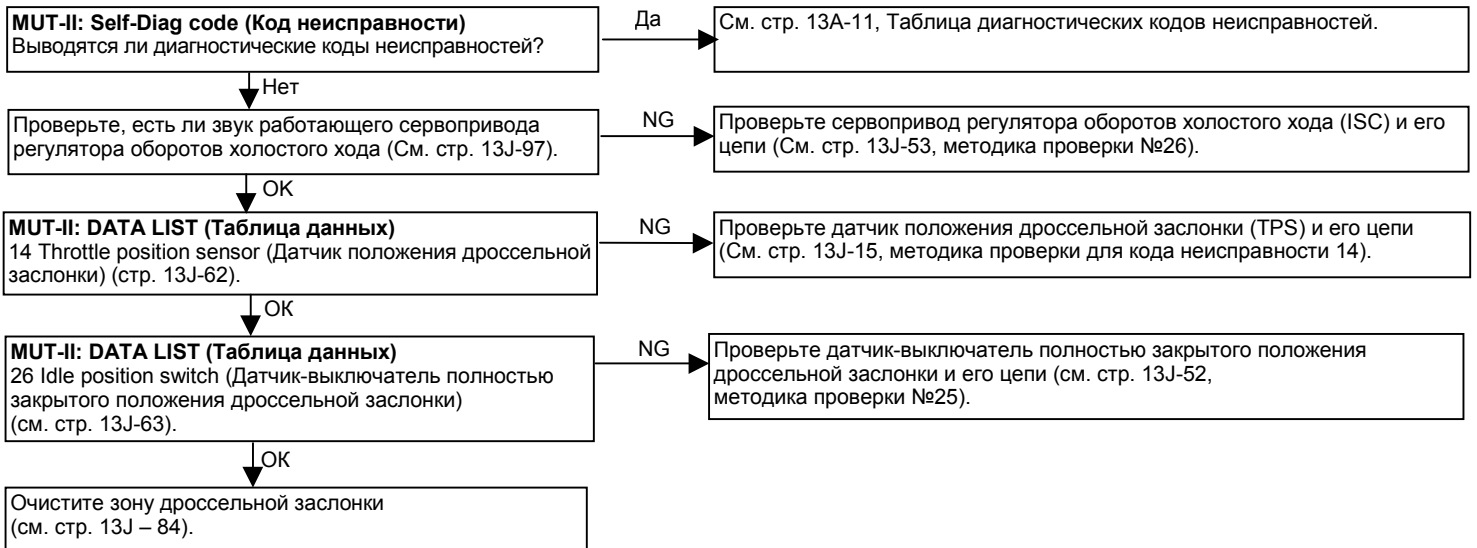 MUT-II: Self-Diag code (Код неисправности)
Выводятся ли диагностические коды неисправностей?
Да
См. стр. 13А-11, Таблица диагностических кодов неисправностей.
Нет
Проверьте, есть ли звук работающего сервопривода
регулятора оборотов холостого хода (См. стр. 13J-97).
NG
Проверьте сервопривод регулятора оборотов холостого хода (ISC) и его
цепи (См. стр. 13J-53, методика проверки №26).
OK
MUT-II: DATA LIST (Таблица данных)
14 Throttle position sensor (Датчик положения дроссельной
заслонки) (стр. 13J-62).
NG
Проверьте датчик положения дроссельной заслонки (TPS) и его цепи
(См. стр. 13J-15, методика проверки для кода неисправности 14).
OK
MUT-II: DATA LIST (Таблица данных)
26 Idle position switch (Датчик-выключатель полностью
закрытого положения дроссельной заслонки)
(см. стр. 13J-63).
NG
Проверьте датчик-выключатель полностью закрытого положения
дроссельной заслонки и его цепи (см. стр. 13J-52,
методика проверки №25).
OK
Очистите зону дроссельной заслонки
(см. стр. 13J – 84).